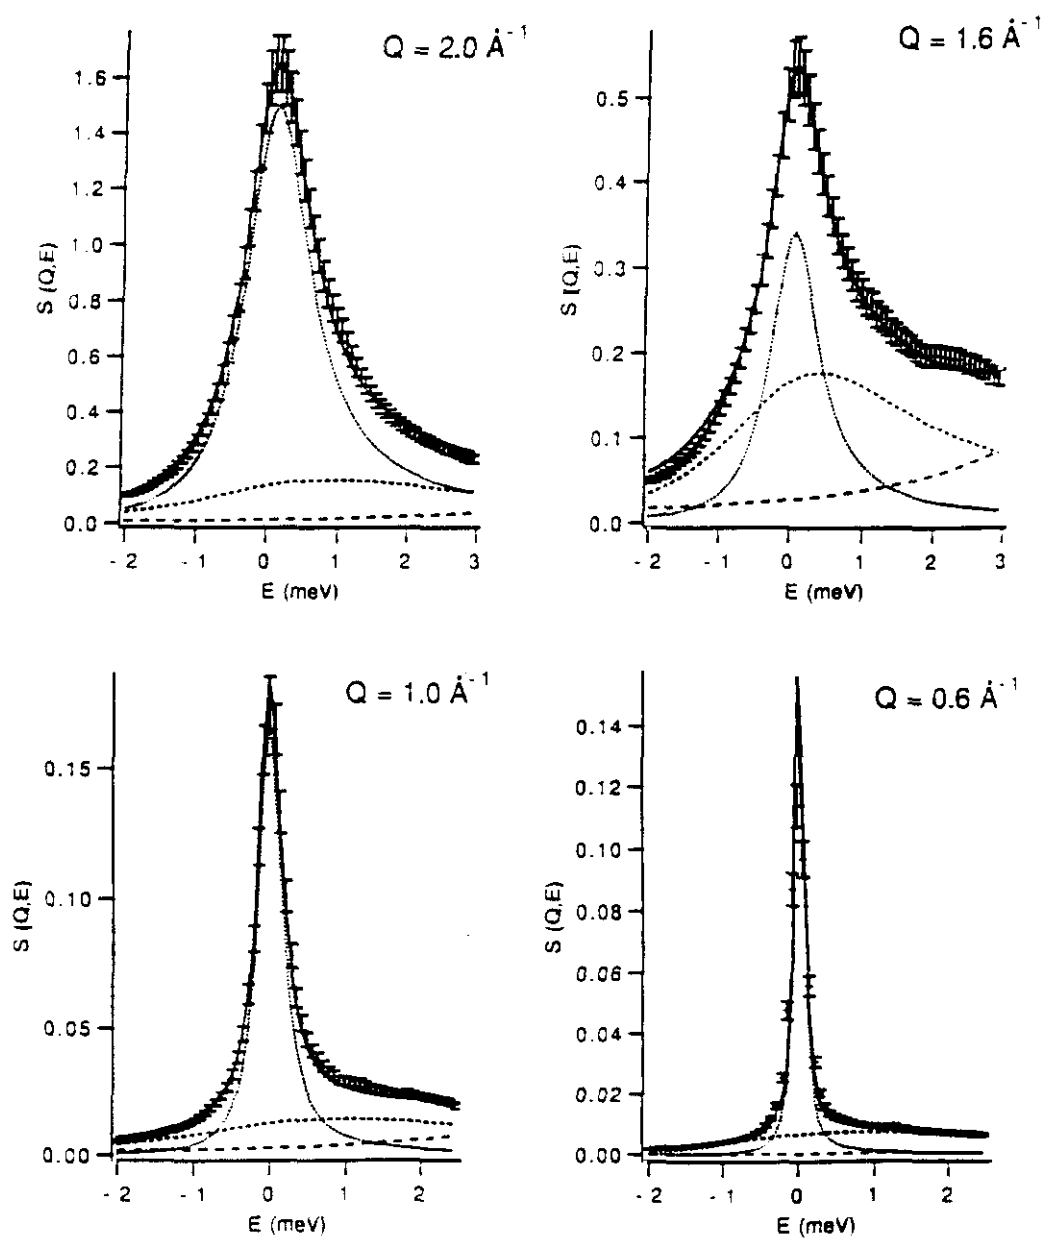 Q = 2.0 Å⁻¹
S (Q,E)
1.6
1.4
1.2
1.0
0.8
0.6
0.4
0.2
0.0
-2 -1 0 1 2 3
E (meV)
Q = 1.6 Å⁻¹
S (Q,E)
0.5
0.4
0.3
0.2
0.1
0.0
-2 -1 0 1 2 3
E (meV)
Q = 1.0 Å⁻¹
S (Q,E)
0.15
0.10
0.05
0.00
-2 -1 0 1 2
E (meV)
Q = 0.6 Å⁻¹
S (Q,E)
0.14
0.12
0.10
0.08
0.06
0.04
0.02
0.00
-2 -1 0 1 2
E (meV)